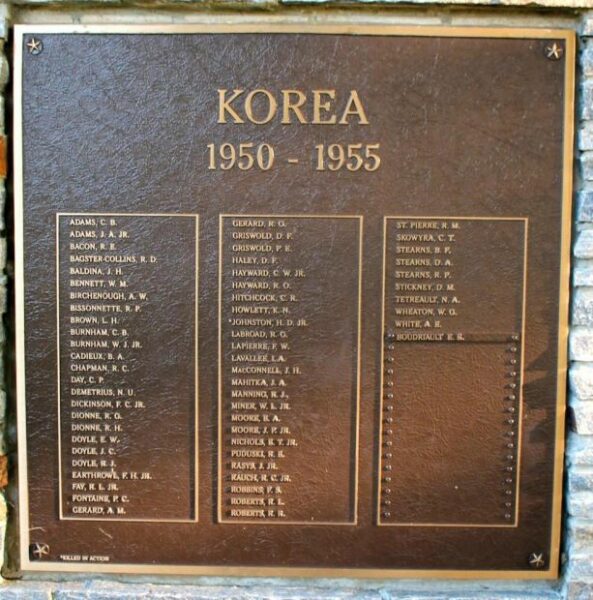 KOREA
1950 - 1955
ADAMS, C. B.
ADAMS, J. A. JR.
BACON, R. E.
BAGSTER-COLLINS, R. D.
BALDINA, J. H.
BENNETT, W. M.
BIRCHENOUGH, A. W.
BISSONNETTE, R. P.
BROWN, L. H.
BURNHAM, C. B.
BURNHAM, W. J. JR.
CADIEUX, B. A.
CHAPMAN, R. C.
DAY, C. P.
DEMETRIUS, N. U.
DICKINSON, F. C. JR.
DIONNE, R. G.
DIONNE, R. H.
DOYLE, E. W.
DOYLE, J. C.
DOYLE, R. J.
EARTHROWL, F. H. JR.
FAY, R. L. JR.
FONTAINE, P. C.
GERARD, A. M.
GERARD, R. G.
GRISWOLD, D. F.
GRISWOLD, P. E.
HALEY, D. F.
HAYWARD, C. W. JR.
HAYWARD, R. O.
HITCHCOCK, C. R.
HOWLETT, K. N.
*JOHNSTON, H. D. JR.
LABROAD, R. G.
LAPIERRE, F. W.
LAVALLEE, L.A.
MacCONNELL, J. H.
MAHITKA, J. A.
MANNING, R. J.
MINER, W. L. JR.
MOORE, B. A.
MOORE, J. P. JR.
NICHOLS, E. T. JR.
PUDUSKI, R. E.
RASYS, J. JR.
RAUCH, R. C. JR.
ROBBINS, F. S.
ROBERTS, R. L.
ROBERTS, R. R.
ST. PIERRE, N. M.
SKOWYRA, C. T.
STEARNS, B. F.
STEARNS, D. A.
STEARNS, R. P.
STICKNEY, D. M.
TETREAULT, N. A.
WHEATON, W. G.
WHITE, A. E.
BOUDRIAULT E. R.
*KILLED IN ACTION